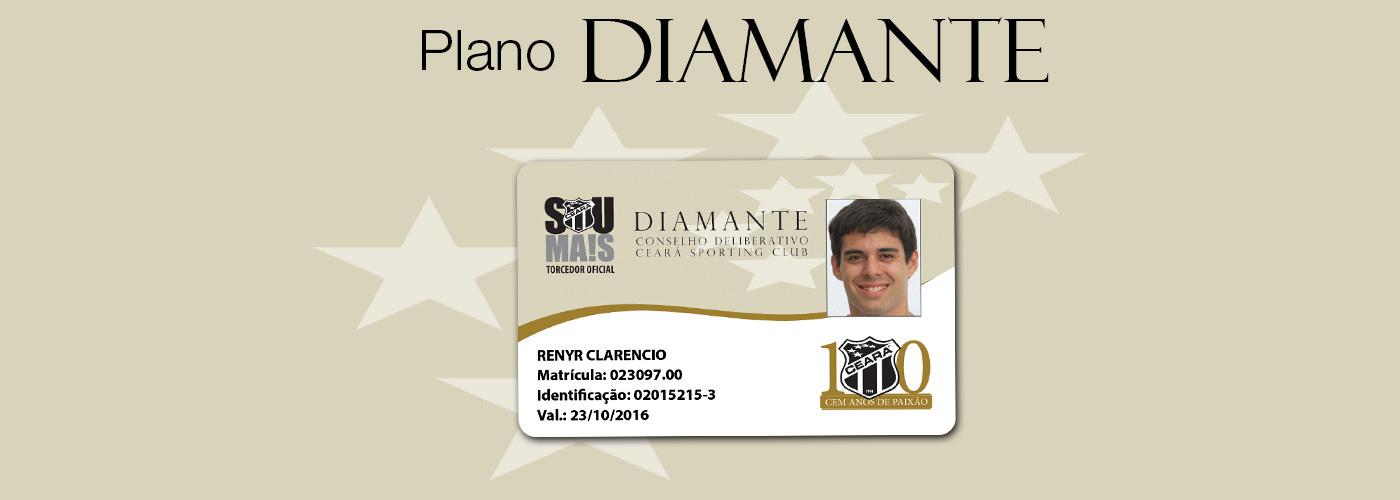 Plano DIAMANTE
SOU
CEARÁ
MA!S
TORCEDOR OFICIAL
DIAMANTE
CONSELHO DELIBERATIVO
CEARÁ SPORTING CLUB
RENYR CLARENCIO
Matrícula: 023097.00
Identificação: 02015215-3
Val.: 23/10/2016
100
CEARÁ
1914
CEM ANOS DE PAIXÃO